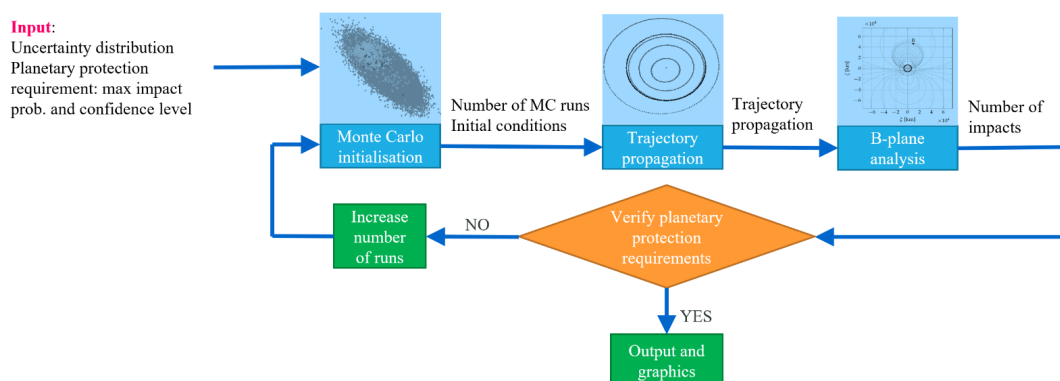 Input:
Uncertainty distribution
Planetary protection
requirement: max impact
prob. and confidence level
Monte Carlo
initialisation
Number of MC runs
Initial conditions
Trajectory
propagation
Trajectory
propagation
B-plane
analysis
Number of
impacts
Verify planetary
protection
requirements
NO
Increase
number
of runs
YES
Output and
graphics